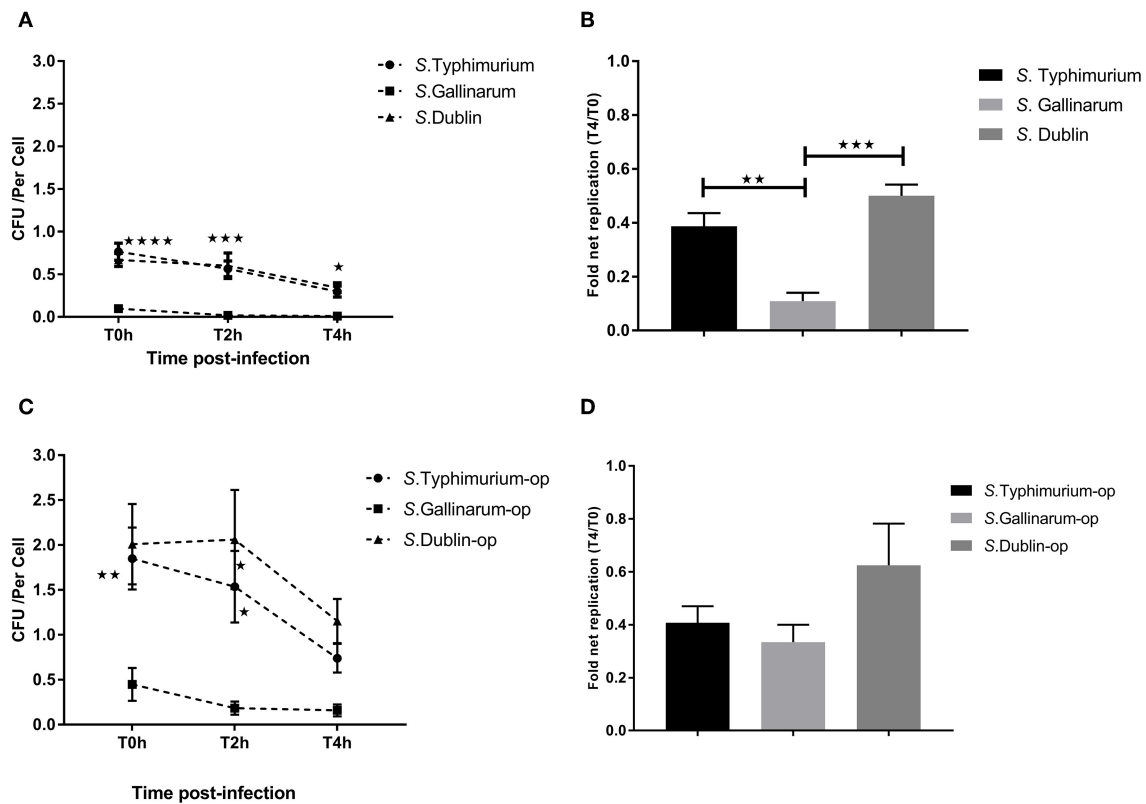 A
3.0
2.5
2.0
1.5
1.0
0.5
0.0
CFU /Per Cell
T0h T2h T4h
Time post-infection
S.Typhimurium
S.Gallinarum
S.Dublin
★★★★
★★★
★
B
1.0
0.8
0.6
0.4
0.2
0.0
Fold net replication (T4/T0)
★★
★★★
S. Typhimurium
S. Gallinarum
S. Dublin
C
3.0
2.5
2.0
1.5
1.0
0.5
0.0
CFU /Per Cell
T0h T2h T4h
Time post-infection
S.Typhimurium-op
S.Gallinarum-op
S.Dublin-op
★★
★
★
D
1.0
0.8
0.6
0.4
0.2
0.0
Fold net replication (T4/T0)
S.Typhimurium-op
S.Gallinarum-op
S.Dublin-op